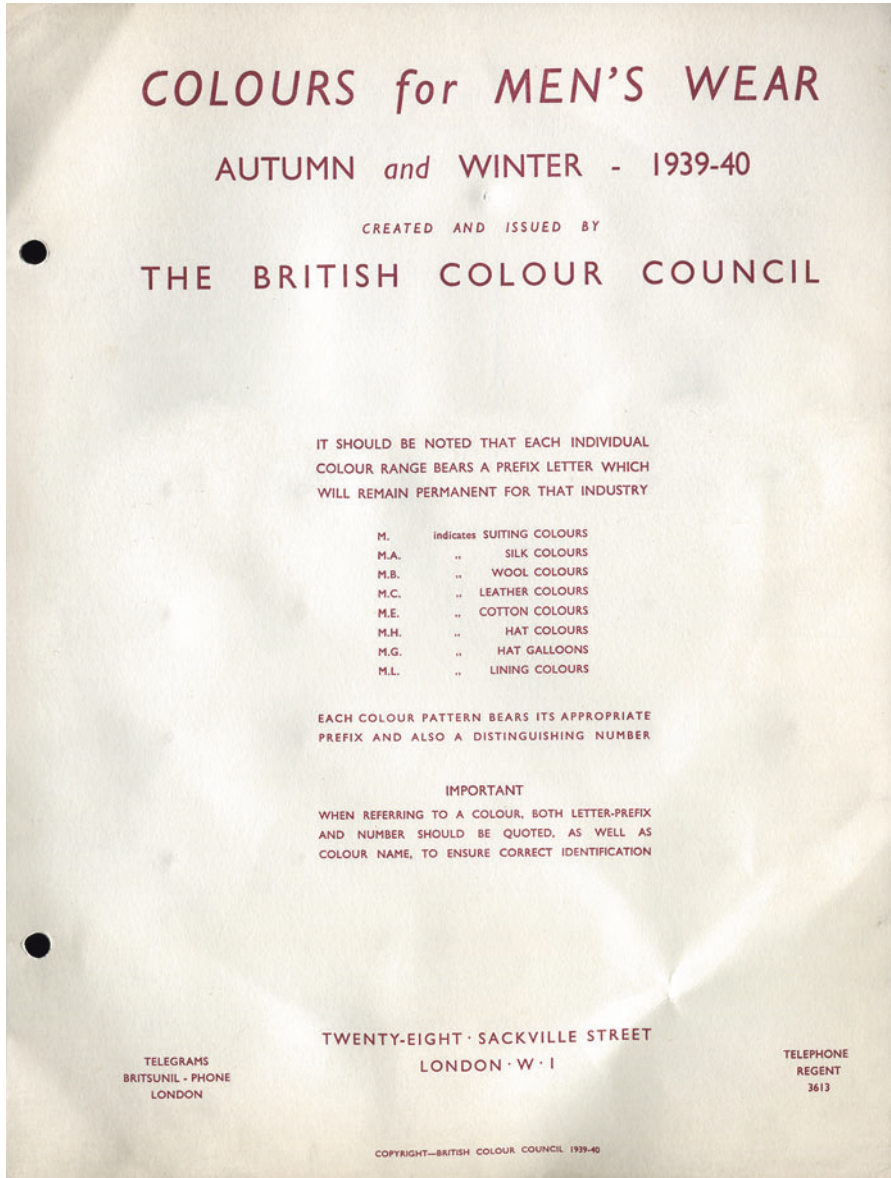 COLOURS for MEN'S WEAR
AUTUMN and WINTER - 1939-40
CREATED AND ISSUED BY
THE BRITISH COLOUR COUNCIL
IT SHOULD BE NOTED THAT EACH INDIVIDUAL
COLOUR RANGE BEARS A PREFIX LETTER WHICH
WILL REMAIN PERMANENT FOR THAT INDUSTRY
M. indicates SUITING COLOURS
M.A. „ SILK COLOURS
M.B. „ WOOL COLOURS
M.C. „ LEATHER COLOURS
M.E. „ COTTON COLOURS
M.H. „ HAT COLOURS
M.G. „ HAT GALLOONS
M.L. „ LINING COLOURS
EACH COLOUR PATTERN BEARS ITS APPROPRIATE
PREFIX AND ALSO A DISTINGUISHING NUMBER
IMPORTANT
WHEN REFERRING TO A COLOUR, BOTH LETTER-PREFIX
AND NUMBER SHOULD BE QUOTED, AS WELL AS
COLOUR NAME, TO ENSURE CORRECT IDENTIFICATION
TWENTY-EIGHT · SACKVILLE STREET
LONDON · W · I
TELEGRAMS
BRITSUNIL - PHONE
LONDON
TELEPHONE
REGENT
3613
COPYRIGHT—BRITISH COLOUR COUNCIL 1939-40